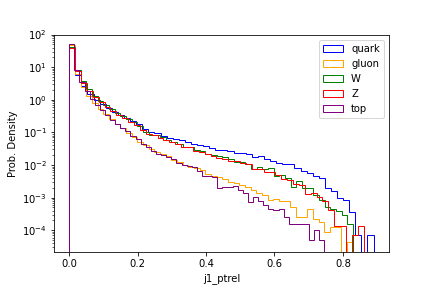 10²
10¹
10⁰
10⁻¹
10⁻²
10⁻³
10⁻⁴
Prob. Density
quark
gluon
W
Z
top
0.0 0.2 0.4 0.6 0.8
j1_ptrel